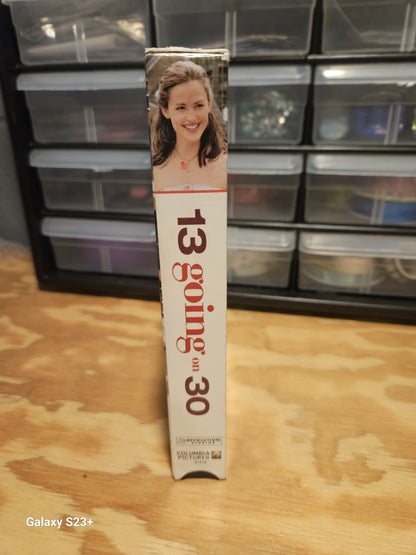 13 going on 30
REVOLUTION
STUDIOS
COLUMBIA
PICTURES
Galaxy S23+